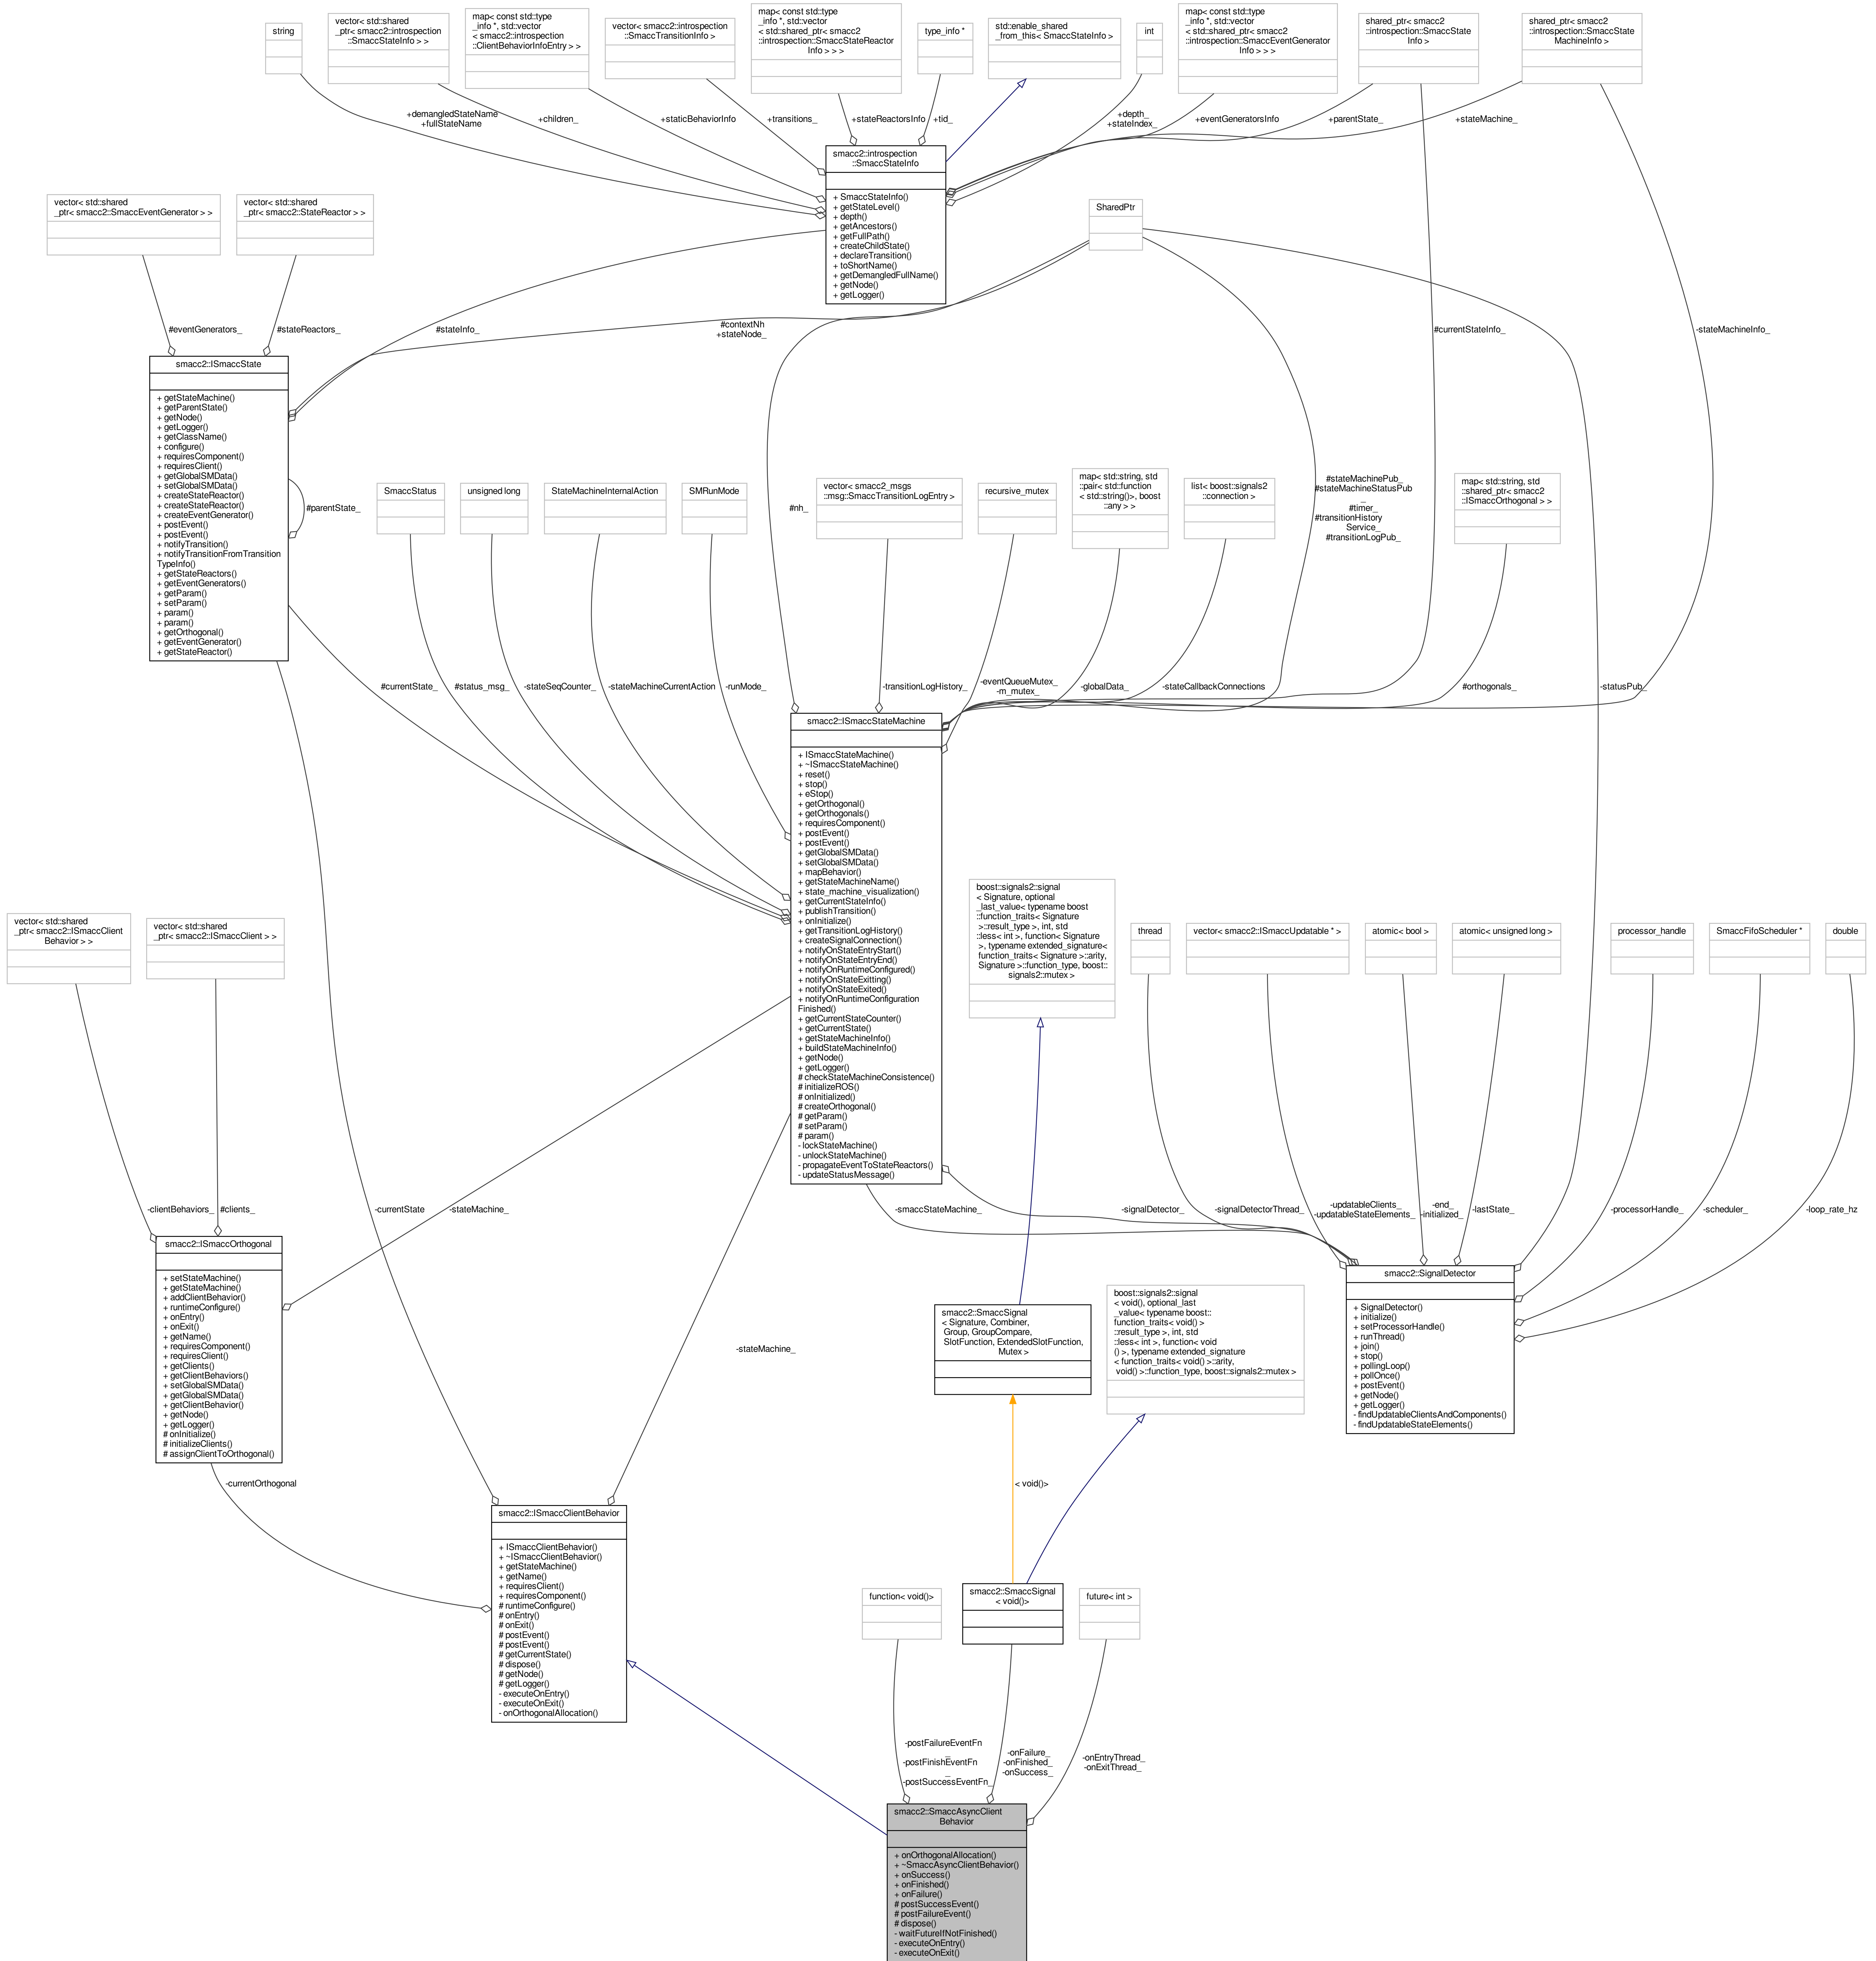 string
vector< std::shared
_ptr< smacc2::introspection
::SmaccStateInfo > >
map< const std::type
_info *, std::vector
< smacc2::introspection
::ClientBehaviorInfoEntry > >
vector< smacc2::introspection
::SmaccTransitionInfo >
map< const std::type
_info *, std::vector
< std::shared_ptr< smacc2
::introspection::SmaccStateReactor
Info > > >
type_info *
std::enable_shared
_from_this< SmaccStateInfo >
int
map< const std::type
_info *, std::vector
< std::shared_ptr< smacc2
::introspection::SmaccEventGenerator
Info > > >
shared_ptr< smacc2
::introspection::SmaccState
Info >
shared_ptr< smacc2
::introspection::SmaccState
MachineInfo >
+demangledStateName
+fullStateName
+children_
+staticBehaviorInfo
+transitions_
+stateReactorsInfo
+tid_
+depth_
+stateIndex_
+eventGeneratorsInfo
+parentState_
+stateMachine_
smacc2::introspection
::SmaccStateInfo
+ SmaccStateInfo()
+ getStateLevel()
+ depth()
+ getAncestors()
+ getFullPath()
+ createChildState()
+ declareTransition()
+ toShortName()
+ getDemangledFullName()
+ getNode()
+ getLogger()
vector< std::shared
_ptr< smacc2::SmaccEventGenerator > >
vector< std::shared
_ptr< smacc2::StateReactor > >
SharedPtr
#eventGenerators_
#stateReactors_
#stateInfo_
#contextNh
+stateNode_
#currentStateInfo_
-stateMachineInfo_
smacc2::ISmaccState
+ getStateMachine()
+ getParentState()
+ getNode()
+ getLogger()
+ getClassName()
+ configure()
+ requiresComponent()
+ requiresClient()
+ getGlobalSMData()
+ setGlobalSMData()
+ createStateReactor()
+ createStateReactor()
+ createEventGenerator()
+ postEvent()
+ postEvent()
+ notifyTransition()
+ notifyTransitionFromTransition
TypeInfo()
+ getStateReactors()
+ getEventGenerators()
+ getParam()
+ setParam()
+ param()
+ param()
+ getOrthogonal()
+ getEventGenerator()
+ getStateReactor()
#parentState_
SmaccStatus
unsigned long
StateMachineInternalAction
SMRunMode
#nh_
vector< smacc2_msgs
::msg::SmaccTransitionLogEntry >
recursive_mutex
map< std::string, std
::pair< std::function
< std::string()>, boost
::any > >
list< boost::signals2
::connection >
#stateMachinePub_
#stateMachineStatusPub
_
#timer_
#transitionHistory
Service_
#transitionLogPub_
map< std::string, std
::shared_ptr< smacc2
::ISmaccOrthogonal > >
#currentState_
#status_msg_
-stateSeqCounter_
-stateMachineCurrentAction
-runMode_
-transitionLogHistory_
-eventQueueMutex_
-m_mutex_
-globalData_
-stateCallbackConnections
#orthogonals_
-statusPub_
smacc2::ISmaccStateMachine
+ ISmaccStateMachine()
+ ~ISmaccStateMachine()
+ reset()
+ stop()
+ eStop()
+ getOrthogonal()
+ getOrthogonals()
+ requiresComponent()
+ postEvent()
+ postEvent()
+ getGlobalSMData()
+ setGlobalSMData()
+ mapBehavior()
+ getStateMachineName()
+ state_machine_visualization()
+ getCurrentStateInfo()
+ publishTransition()
+ onInitialize()
+ getTransitionLogHistory()
+ createSignalConnection()
+ notifyOnStateEntryStart()
+ notifyOnStateEntryEnd()
+ notifyOnRuntimeConfigured()
+ notifyOnStateExitting()
+ notifyOnStateExited()
+ notifyOnRuntimeConfiguration
Finished()
+ getCurrentStateCounter()
+ getCurrentState()
+ getStateMachineInfo()
+ buildStateMachineInfo()
+ getNode()
+ getLogger()
# checkStateMachineConsistence()
# initializeROS()
# onInitialized()
# createOrthogonal()
# getParam()
# setParam()
# param()
- lockStateMachine()
- unlockStateMachine()
- propagateEventToStateReactors()
- updateStatusMessage()
vector< std::shared
_ptr< smacc2::ISmaccClient
Behavior > >
vector< std::shared
_ptr< smacc2::ISmaccClient > >
boost::signals2::signal
< Signature, optional
_last_value< typename boost
::function_traits< Signature
>::result_type >, int, std
::less< int >, function< Signature
>, typename extended_signature<
function_traits< Signature >::arity,
Signature >::function_type, boost::
signals2::mutex >
thread
vector< smacc2::ISmaccUpdatable * >
atomic< bool >
atomic< unsigned long >
processor_handle
SmaccFifoScheduler *
double
-clientBehaviors_
#clients_
-currentState
-stateMachine_
-smaccStateMachine_
-signalDetector_
-signalDetectorThread_
-updatableClients_
-updatableStateElements_
-end_
-initialized_
-lastState_
-processorHandle_
-scheduler_
-loop_rate_hz
smacc2::ISmaccOrthogonal
+ setStateMachine()
+ getStateMachine()
+ addClientBehavior()
+ runtimeConfigure()
+ onEntry()
+ onExit()
+ getName()
+ requiresComponent()
+ requiresClient()
+ getClients()
+ getClientBehaviors()
+ setGlobalSMData()
+ getGlobalSMData()
+ getClientBehavior()
+ getNode()
+ getLogger()
# onInitialize()
# initializeClients()
# assignClientToOrthogonal()
-stateMachine_
smacc2::SmaccSignal
< Signature, Combiner,
Group, GroupCompare,
SlotFunction, ExtendedSlotFunction,
Mutex >
boost::signals2::signal
< void(), optional_last
_value< typename boost::
function_traits< void() >
::result_type >, int, std
::less< int >, function< void
() >, typename extended_signature
< function_traits< void() >::arity,
void() >::function_type, boost::signals2::mutex >
smacc2::SignalDetector
+ SignalDetector()
+ initialize()
+ setProcessorHandle()
+ runThread()
+ join()
+ stop()
+ pollingLoop()
+ pollOnce()
+ postEvent()
+ getNode()
+ getLogger()
- findUpdatableClientsAndComponents()
- findUpdatableStateElements()
-currentOrthogonal
< void()>
smacc2::ISmaccClientBehavior
+ ISmaccClientBehavior()
+ ~ISmaccClientBehavior()
+ getStateMachine()
+ getName()
+ requiresClient()
+ requiresComponent()
# runtimeConfigure()
# onEntry()
# onExit()
# postEvent()
# postEvent()
# getCurrentState()
# dispose()
# getNode()
# getLogger()
- executeOnEntry()
- executeOnExit()
- onOrthogonalAllocation()
function< void()>
smacc2::SmaccSignal
< void()>
future< int >
-postFailureEventFn
_
-postFinishEventFn
_
-postSuccessEventFn_
-onFailure_
-onFinished_
-onSuccess_
-onEntryThread_
-onExitThread_
smacc2::SmaccAsyncClient
Behavior
+ onOrthogonalAllocation()
+ ~SmaccAsyncClientBehavior()
+ onSuccess()
+ onFinished()
+ onFailure()
# postSuccessEvent()
# postFailureEvent()
# dispose()
- waitFutureIfNotFinished()
- executeOnEntry()
- executeOnExit()